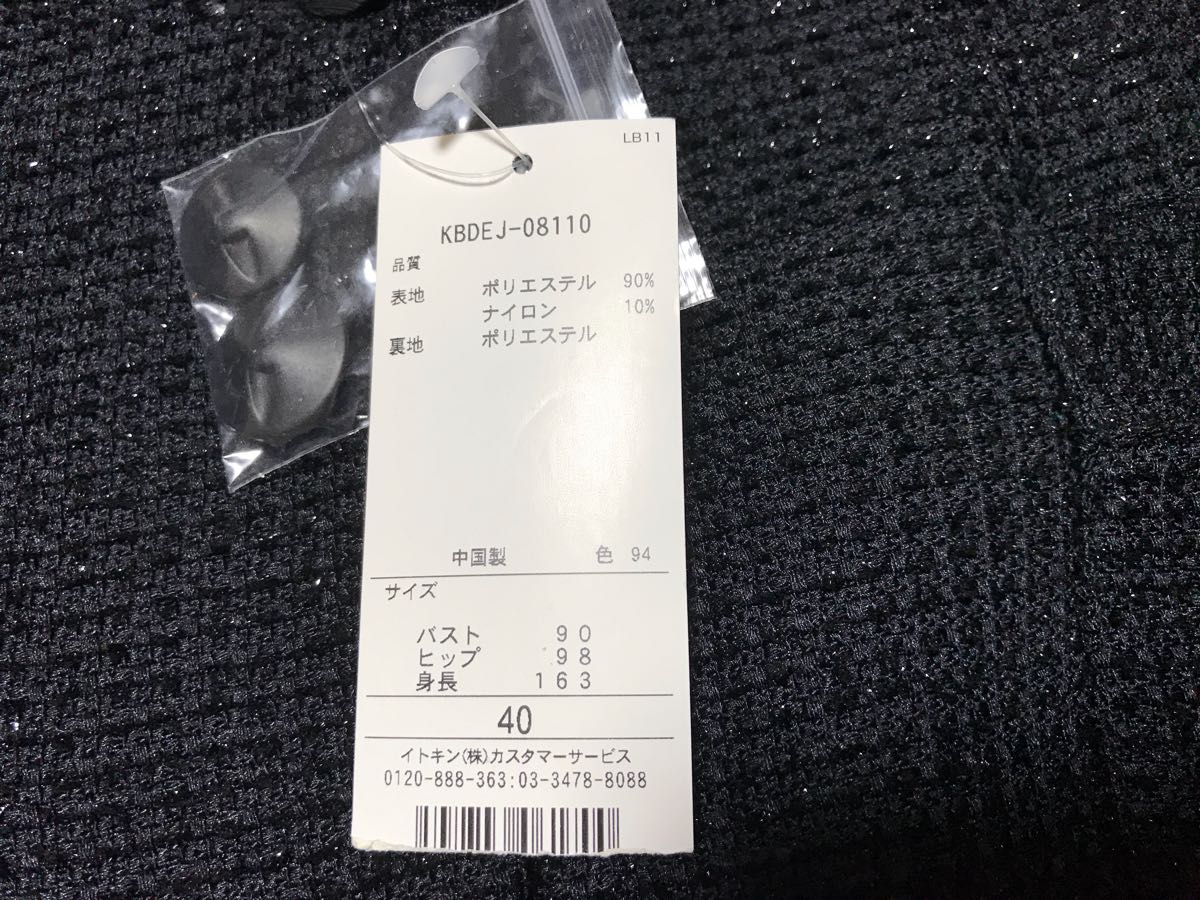 LB11
KBDEJ-08110
品質
表地 ポリエステル 90%
ナイロン 10%
裏地 ポリエステル
中国製 色 94
サイズ
バスト 90
ヒップ 98
身長 163
40
イトキン(株)カスタマーサービス
0120-888-363:03-3478-8088